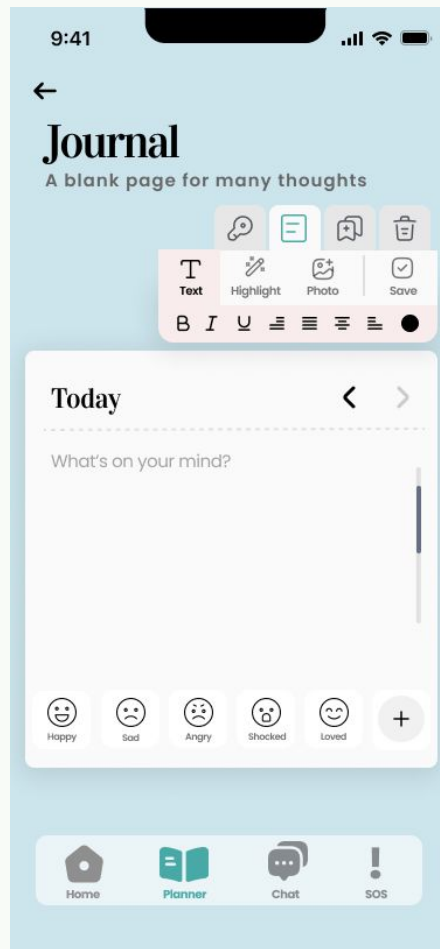 9:41
Journal
A blank page for many thoughts
Text Highlight Photo Save
B I U
Today
What's on your mind?
Happy Sad Angry Shocked Loved
Home Planner Chat SOS